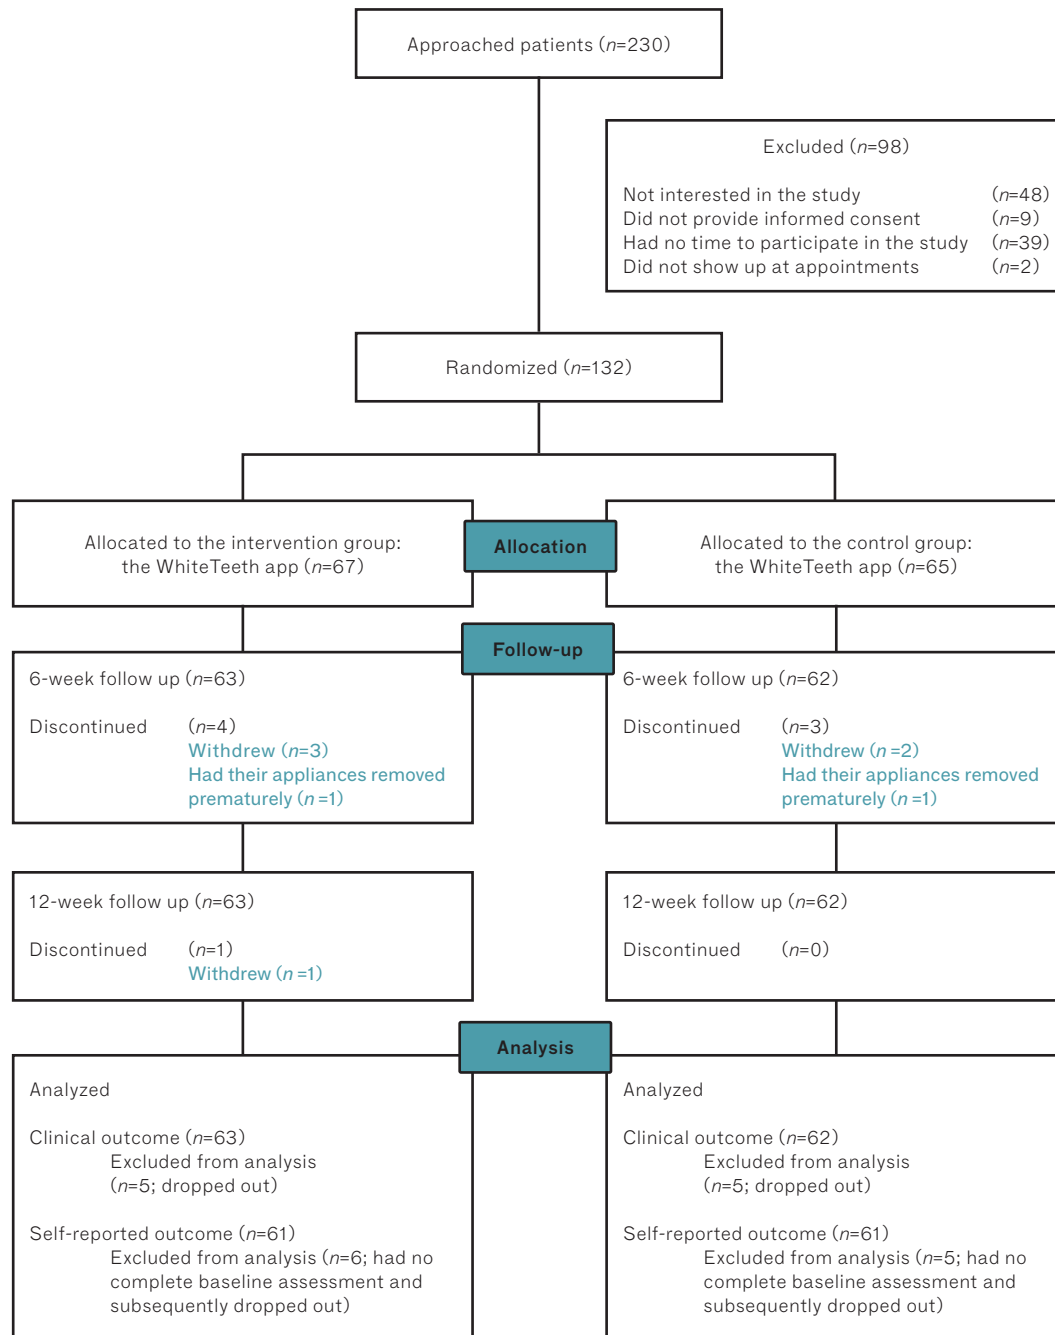 Approached patients (n=230)
Excluded (n=98)
Not interested in the study (n=48)
Did not provide informed consent (n=9)
Had no time to participate in the study (n=39)
Did not show up at appointments (n=2)
Randomized (n=132)
Allocated to the intervention group:
the WhiteTeeth app (n=67)
Allocation
Allocated to the control group:
the WhiteTeeth app (n=65)
Follow-up
6-week follow up (n=63)
Discontinued (n=4)
Withdrew (n=3)
Had their appliances removed
prematurely (n =1)
6-week follow up (n=62)
Discontinued (n=3)
Withdrew (n =2)
Had their appliances removed
prematurely (n =1)
12-week follow up (n=63)
Discontinued (n=1)
Withdrew (n =1)
12-week follow up (n=62)
Discontinued (n=0)
Analysis
Analyzed
Clinical outcome (n=63)
Excluded from analysis
(n=5; dropped out)
Self-reported outcome (n=61)
Excluded from analysis (n=6; had no
complete baseline assessment and
subsequently dropped out)
Analyzed
Clinical outcome (n=62)
Excluded from analysis
(n=5; dropped out)
Self-reported outcome (n=61)
Excluded from analysis (n=5; had no
complete baseline assessment and
subsequently dropped out)